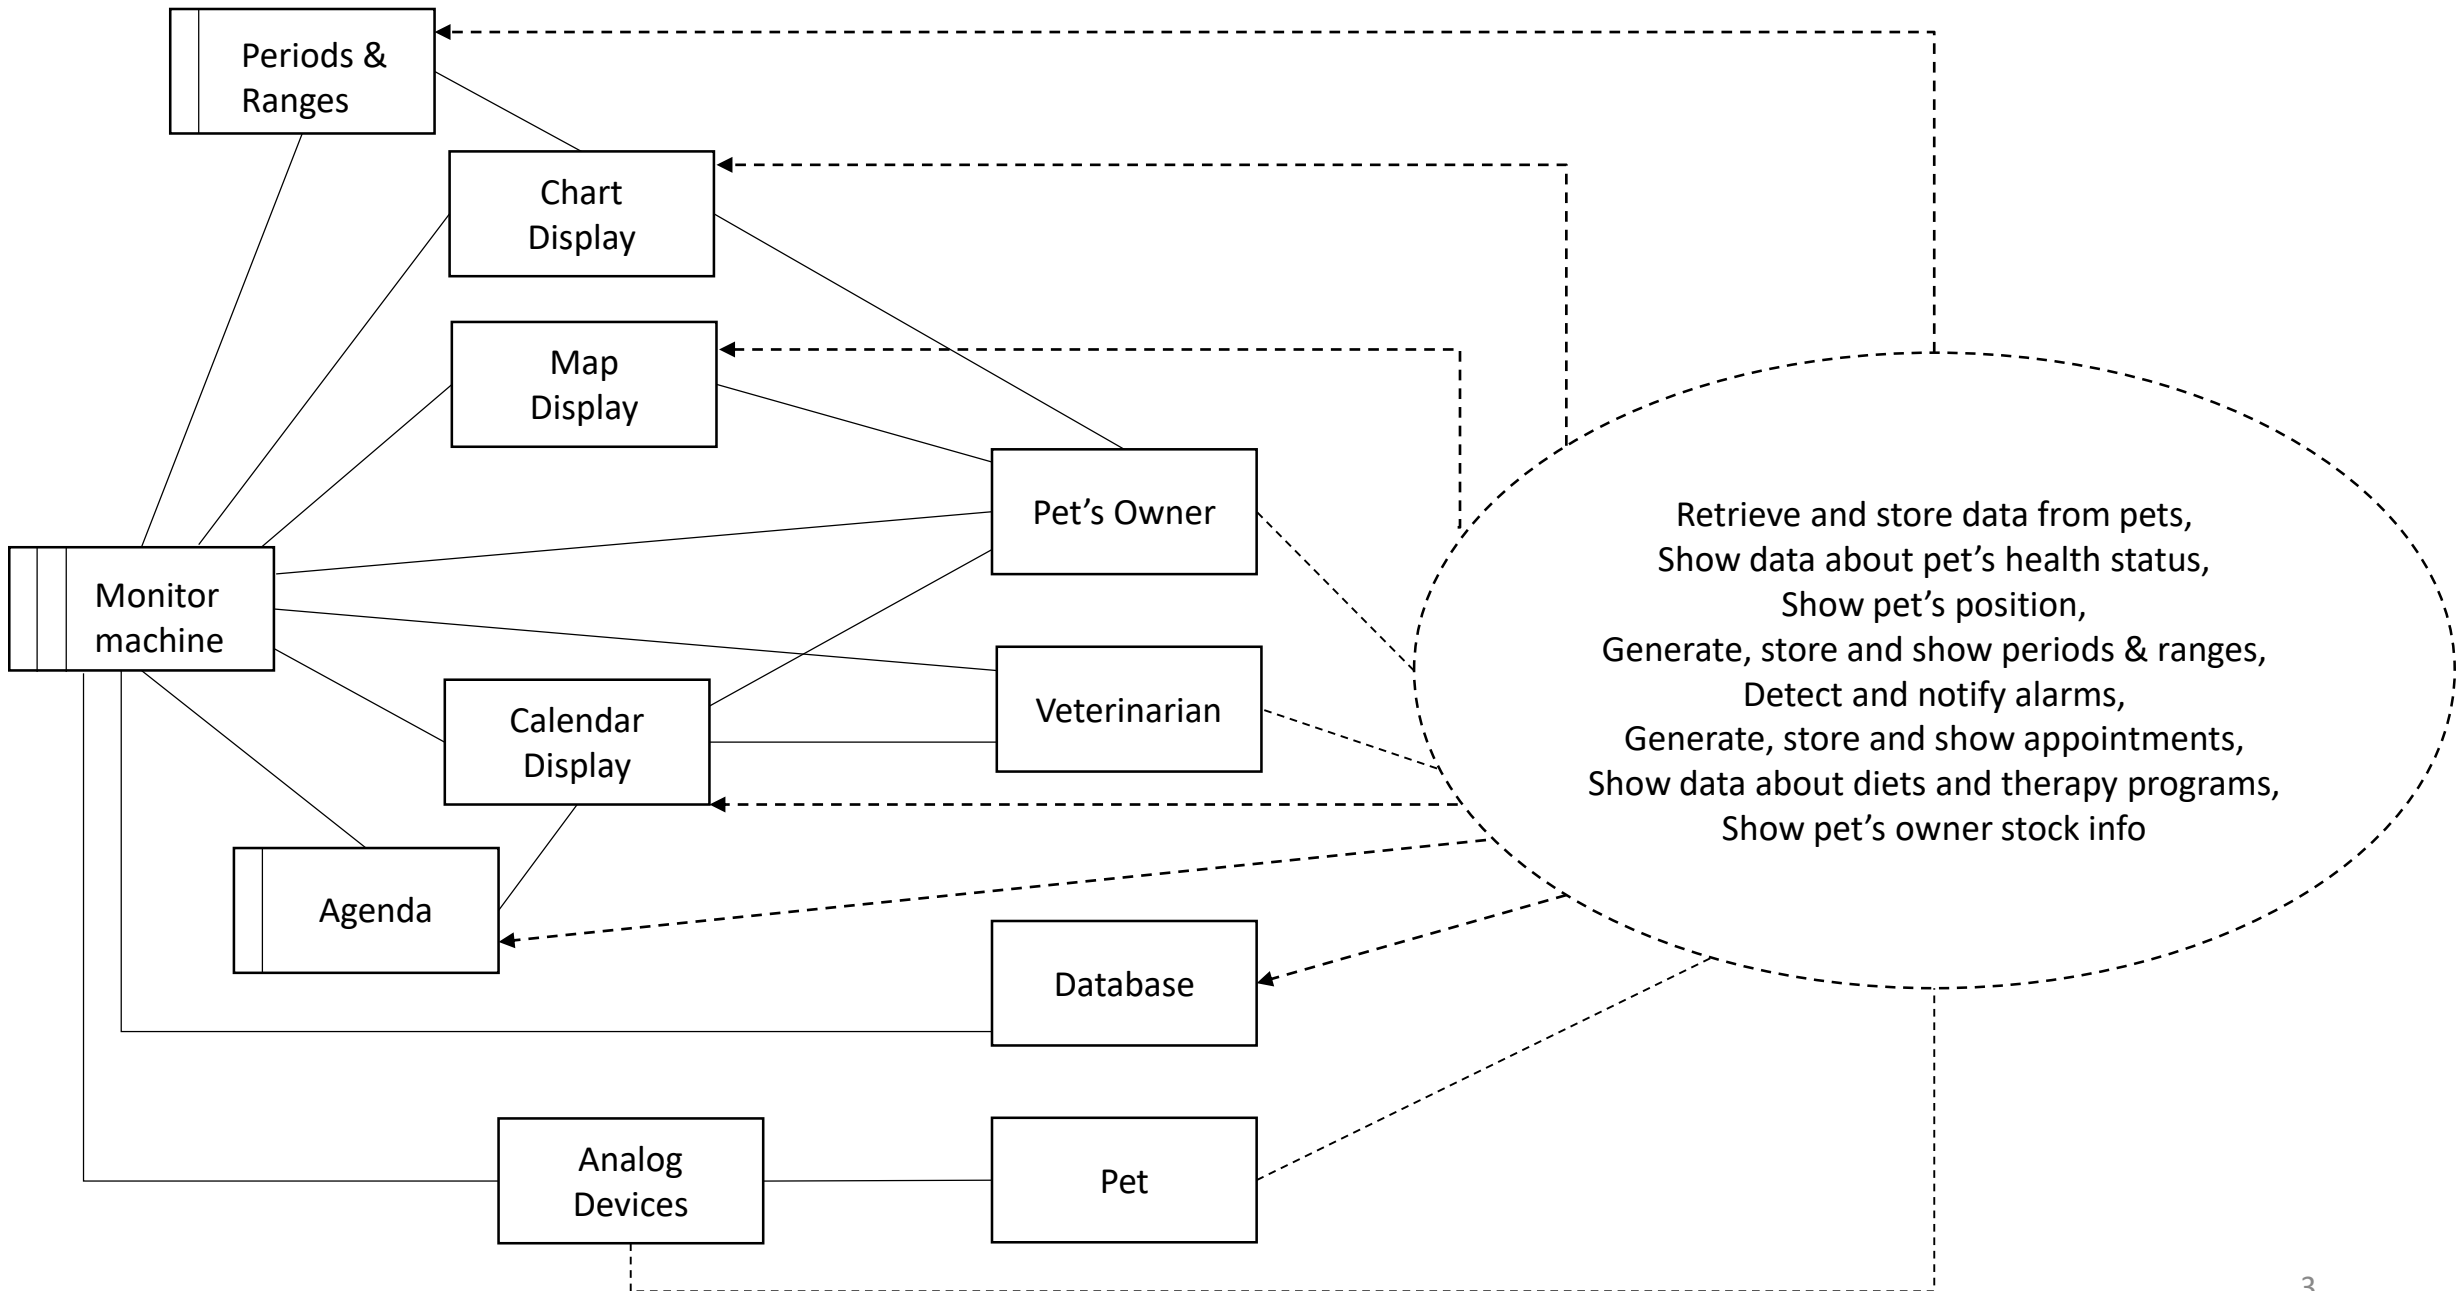 Periods &
Ranges
Chart
Display
Map
Display
Pet’s Owner
Monitor
machine
Veterinarian
Calendar
Display
Agenda
Database
Analog
Devices
Pet
Retrieve and store data from pets,
Show data about pet’s health status,
Show pet’s position,
Generate, store and show periods & ranges,
Detect and notify alarms,
Generate, store and show appointments,
Show data about diets and therapy programs,
Show pet’s owner stock info
3